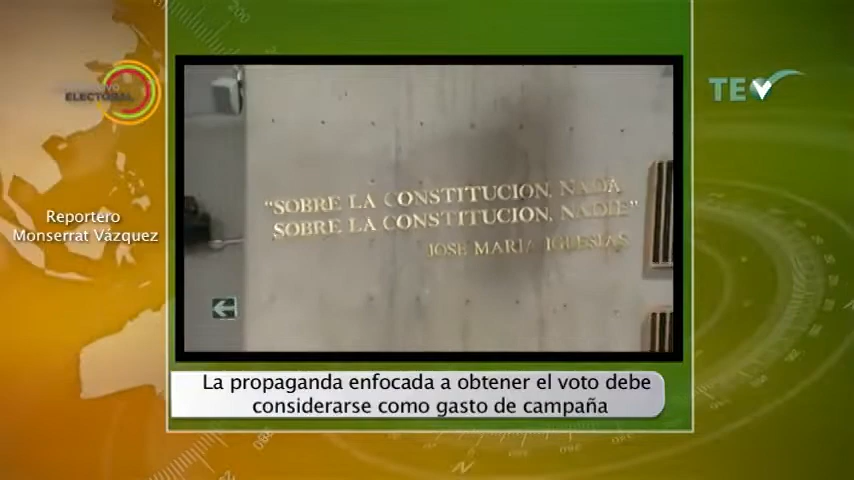 ELECTORAL
TE
Reportero
Monserrat Vázquez
"SOBRE LA CONSTITUCION, NADA
SOBRE LA CONSTITUCION, NADIE"
JOSE MARIA IGLESIAS
La propaganda enfocada a obtener el voto debe
considerarse como gasto de campaña